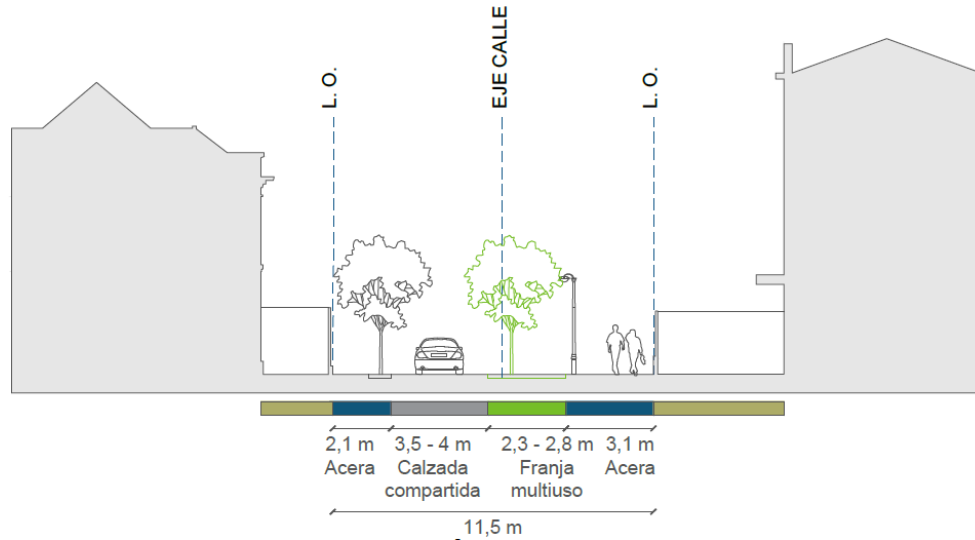 L. O.
EJE CALLE
L. O.
2,1 m
Acera
3,5 - 4 m
Calzada
compartida
2,3 - 2,8 m
Franja
multiuso
3,1 m
Acera
11,5 m